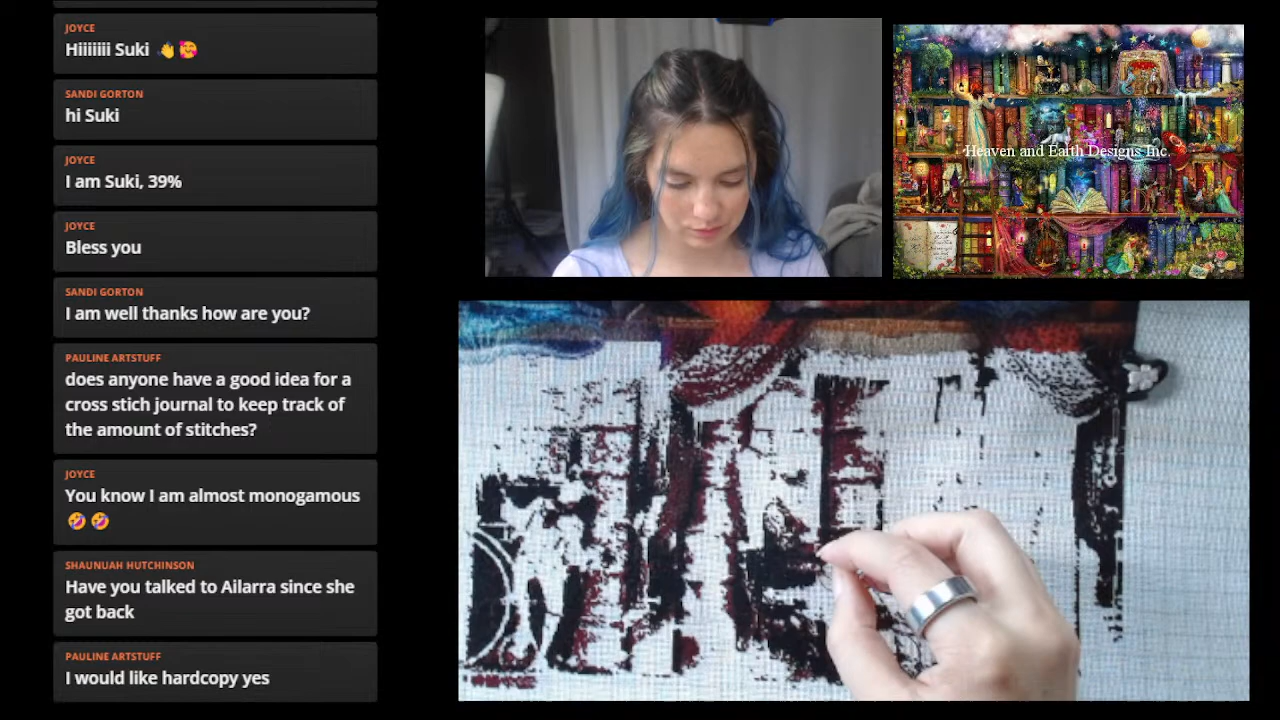 JOYCE
Hiiiiiii Suki 👋 🥰
SANDI GORTON
hi Suki
JOYCE
I am Suki, 39%
JOYCE
Bless you
SANDI GORTON
I am well thanks how are you?
PAULINE ARTSTUFF
does anyone have a good idea for a
cross stich journal to keep track of
the amount of stitches?
JOYCE
You know I am almost monogamous
🤣 🤣
SHAUNUAH HUTCHINSON
Have you talked to Ailarra since she
got back
PAULINE ARTSTUFF
I would like hardcopy yes
Heaven and Earth Designs Inc.